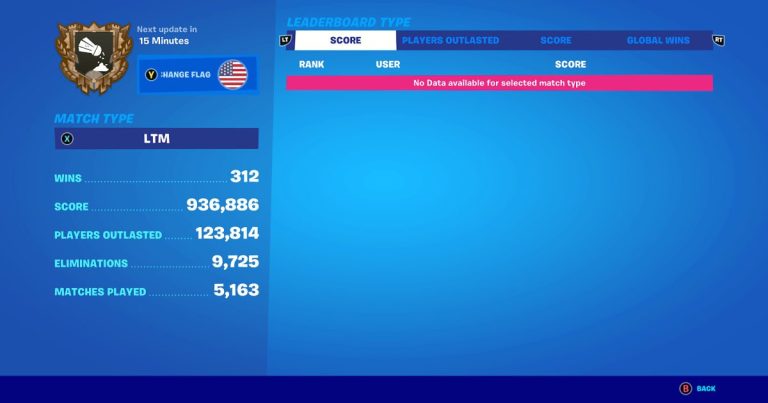 Next update in
15 Minutes
Y CHANGE FLAG
MATCH TYPE
X LTM
WINS 312
SCORE 936,886
PLAYERS OUTLASTED 123,814
ELIMINATIONS 9,725
MATCHES PLAYED 5,163
LEADERBOARD TYPE
LT SCORE PLAYERS OUTLASTED SCORE GLOBAL WINS RT
RANK USER SCORE
No Data available for selected match type
B BACK